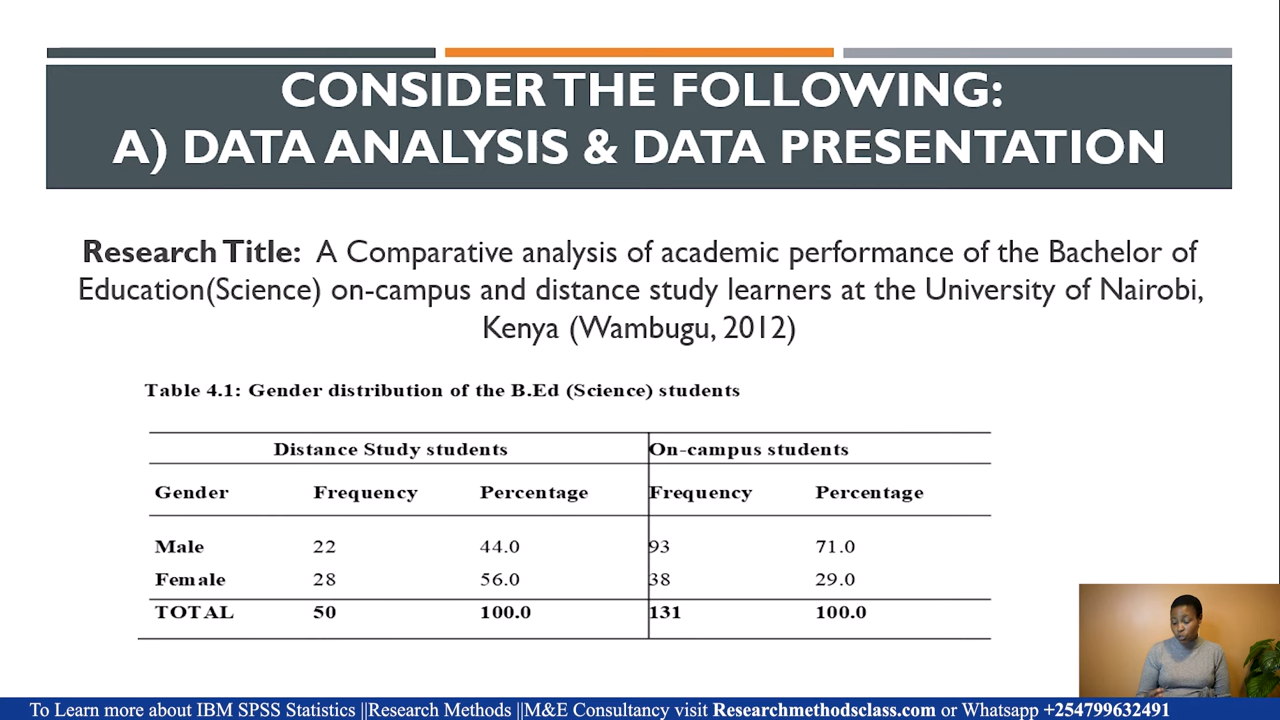 CONSIDER THE FOLLOWING:
A) DATA ANALYSIS & DATA PRESENTATION
Research Title: A Comparative analysis of academic performance of the Bachelor of
Education(Science) on-campus and distance study learners at the University of Nairobi,
Kenya (Wambugu, 2012)
Table 4.1: Gender distribution of the B.Ed (Science) students
Distance Study students On-campus students
Gender Frequency Percentage Frequency Percentage
Male 22 44.0 93 71.0
Female 28 56.0 38 29.0
TOTAL 50 100.0 131 100.0
To Learn more about IBM SPSS Statistics ||Research Methods ||M&E Consultancy visit Researchmethodsclass.com or Whatsapp +254799632491